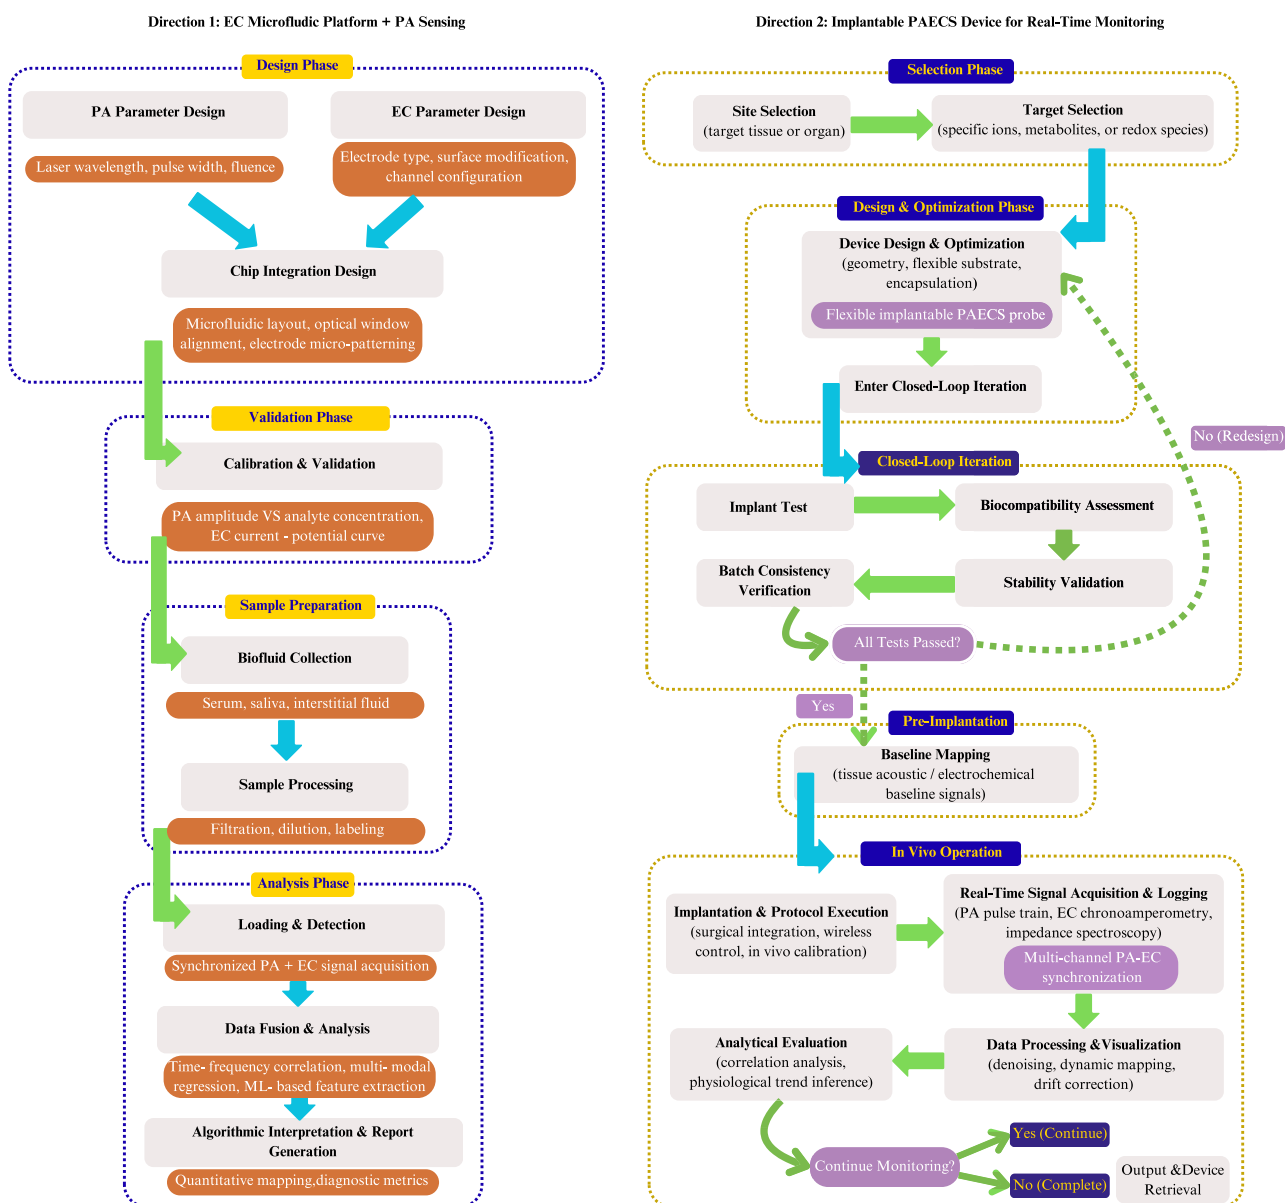 Direction 1: EC Microfludic Platform + PA Sensing
Design Phase
PA Parameter Design
Laser wavelength, pulse width, fluence
EC Parameter Design
Electrode type, surface modification,
channel configuration
Chip Integration Design
Microfluidic layout, optical window
alignment, electrode micro-patterning
Validation Phase
Calibration & Validation
PA amplitude VS analyte concentration,
EC current - potential curve
Sample Preparation
Biofluid Collection
Serum, saliva, interstitial fluid
Sample Processing
Filtration, dilution, labeling
Analysis Phase
Loading & Detection
Synchronized PA + EC signal acquisition
Data Fusion & Analysis
Time- frequency correlation, multi- modal
regression, ML- based feature extraction
Algorithmic Interpretation & Report
Generation
Quantitative mapping,diagnostic metrics
Direction 2: Implantable PAECS Device for Real-Time Monitoring
Selection Phase
Site Selection
(target tissue or organ)
Target Selection
(specific ions, metabolites, or redox species)
Design & Optimization Phase
Device Design & Optimization
(geometry, flexible substrate,
encapsulation)
Flexible implantable PAECS probe
Enter Closed-Loop Iteration
No (Redesign)
Closed-Loop Iteration
Implant Test
Biocompatibility Assessment
Batch Consistency
Verification
Stability Validation
All Tests Passed?
Yes
Pre-Implantation
Baseline Mapping
(tissue acoustic / electrochemical
baseline signals)
In Vivo Operation
Implantation & Protocol Execution
(surgical integration, wireless
control, in vivo calibration)
Real-Time Signal Acquisition & Logging
(PA pulse train, EC chronoamperometry,
impedance spectroscopy)
Multi-channel PA-EC
synchronization
Analytical Evaluation
(correlation analysis,
physiological trend inference)
Data Processing &Visualization
(denoising, dynamic mapping,
drift correction)
Continue Monitoring?
Yes (Continue)
No (Complete)
Output &Device
Retrieval